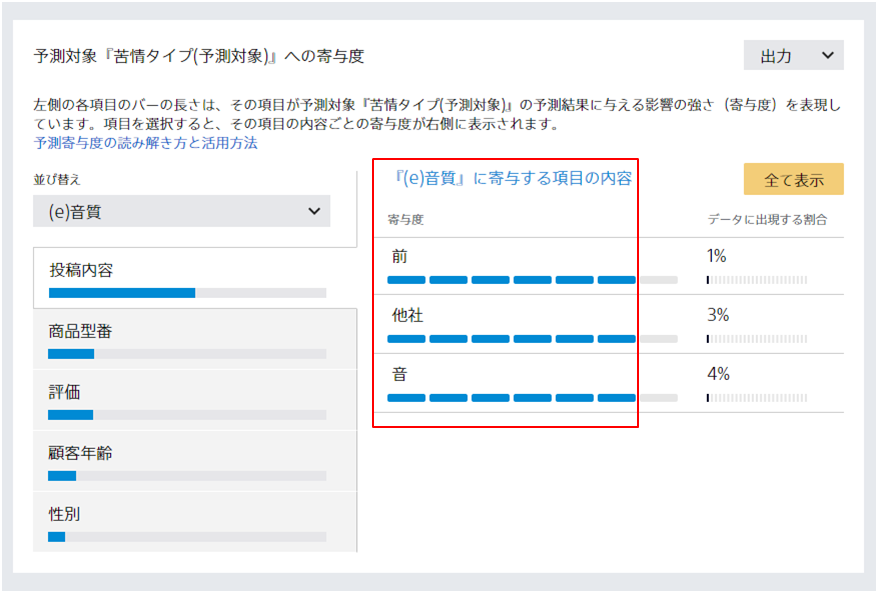 予測対象『苦情タイプ(予測対象)』への寄与度
出力
左側の各項目のバーの長さは、その項目が予測対象『苦情タイプ(予測対象)』の予測結果に与える影響の強さ（寄与度）を表現し
ています。項目を選択すると、その項目の内容ごとの寄与度が右側に表示されます。
予測寄与度の読み解き方と活用方法
並び替え
(e)音質
投稿内容
商品型番
評価
顧客年齢
性別
『(e)音質』に寄与する項目の内容
全て表示
寄与度
データに出現する割合
前
1%
他社
3%
音
4%